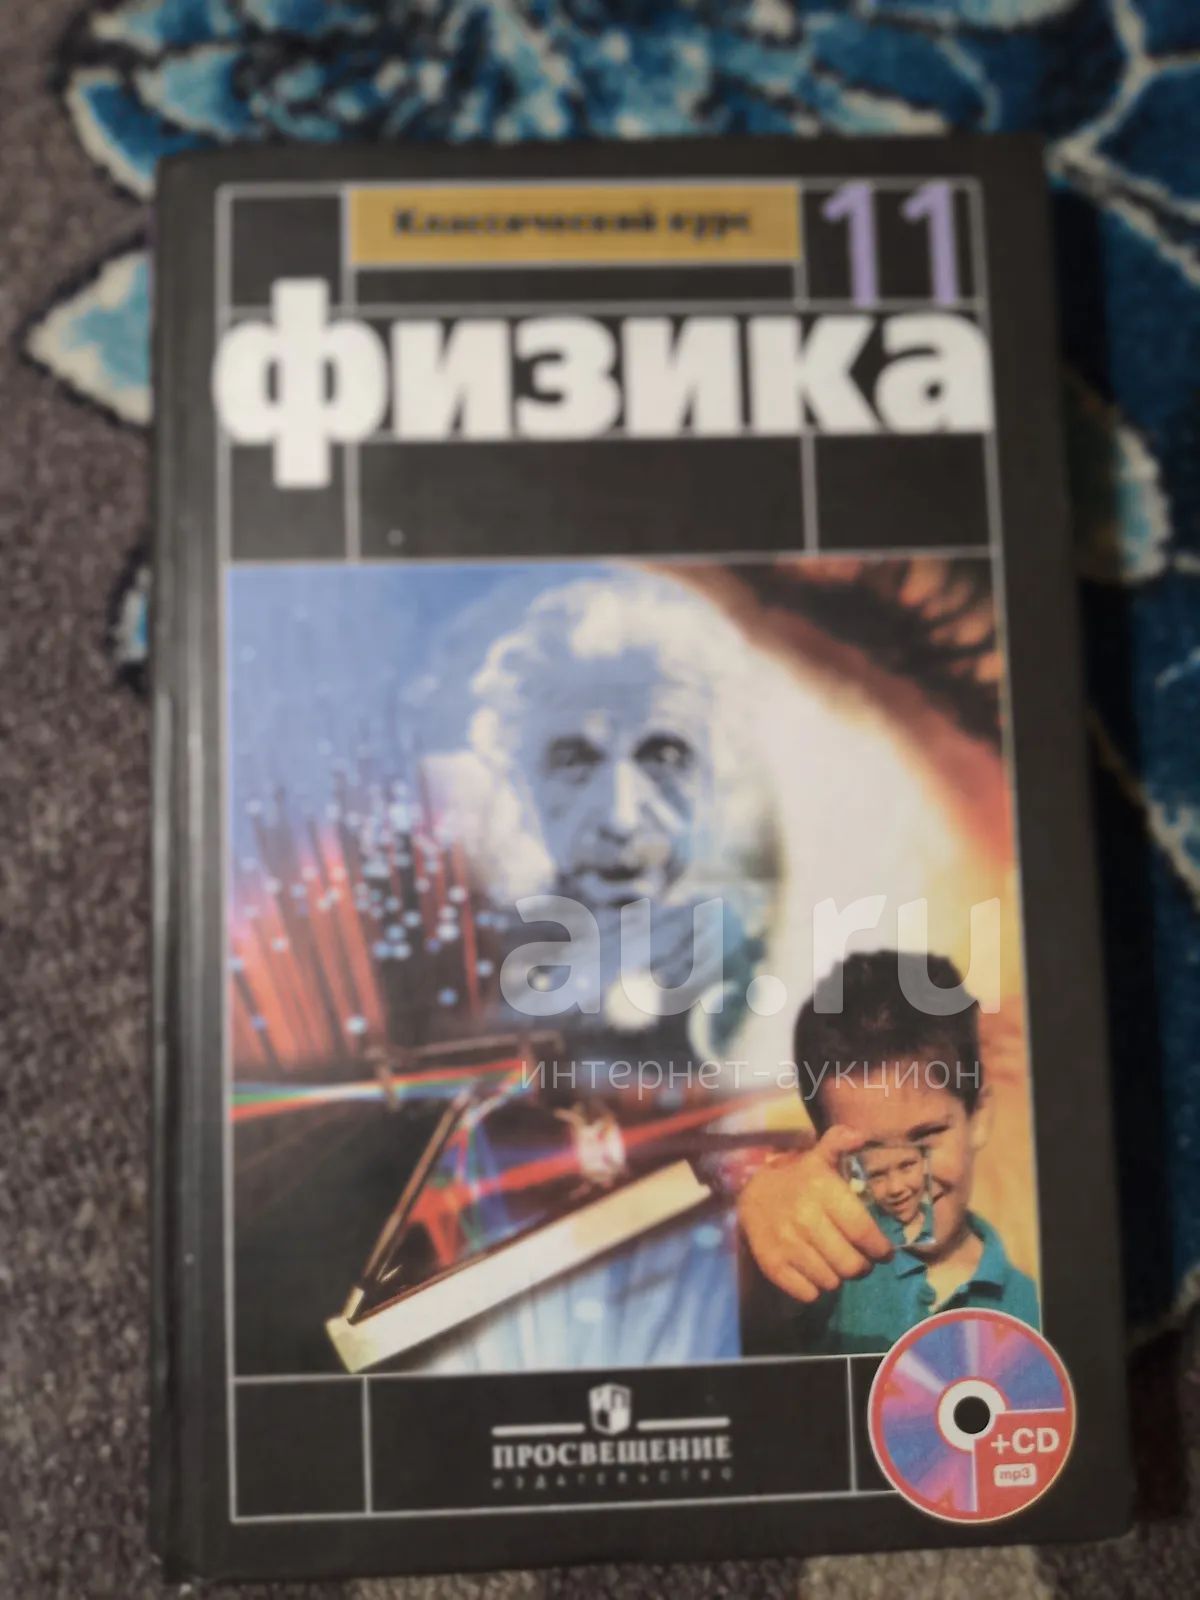 Классический курс
11
физика
au.ru
интернет-аукцион
ПРОСВЕЩЕНИЕ
ИЗДАТЕЛЬСТВО
+CD
mp3